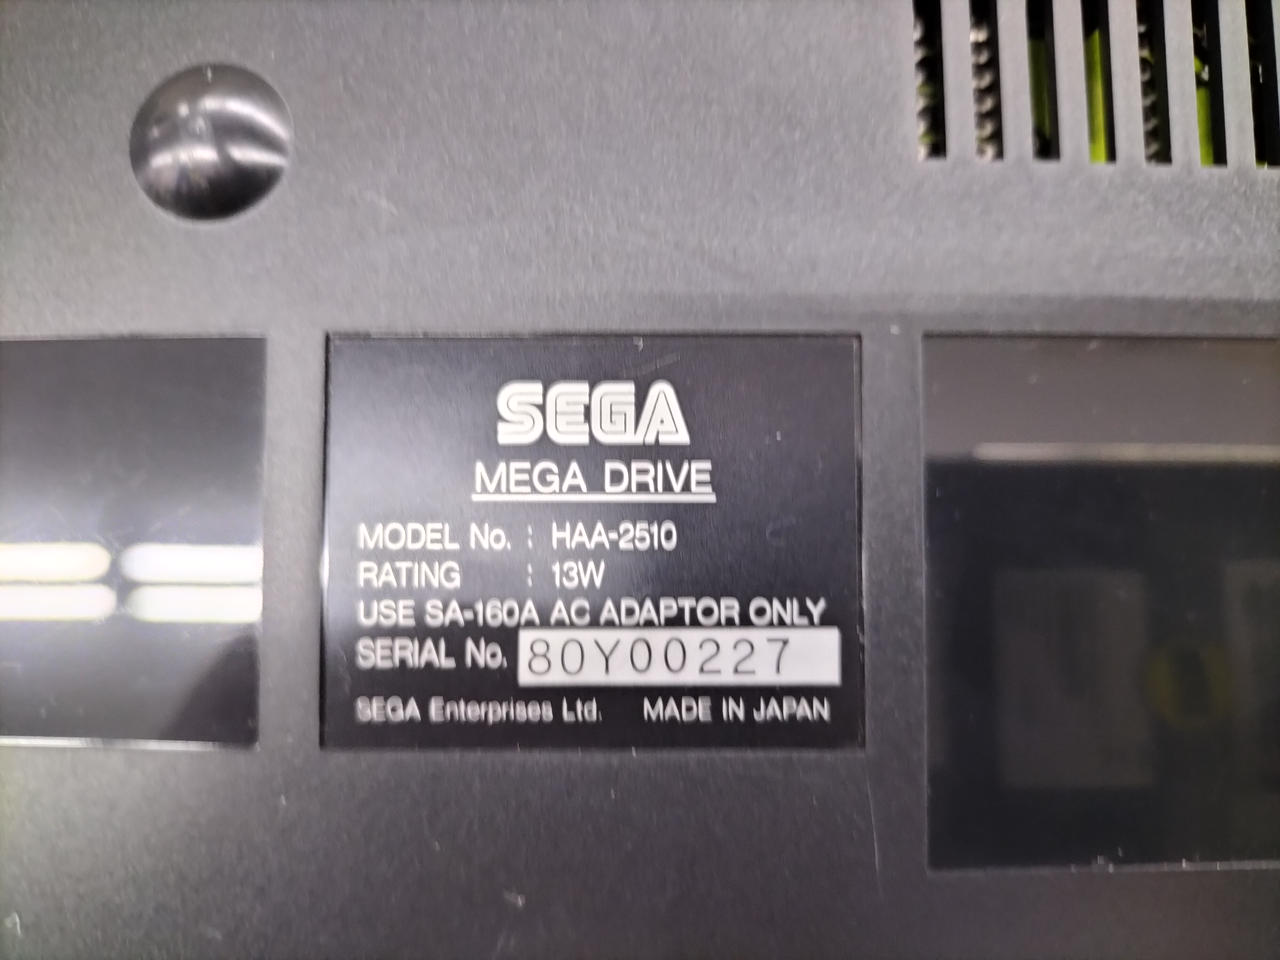 SEGA
MEGA DRIVE
MODEL No. : HAA-2510
RATING : 13W
USE SA-160A AC ADAPTOR ONLY
SERIAL No. 80Y00227
SEGA Enterprises Ltd. MADE IN JAPAN